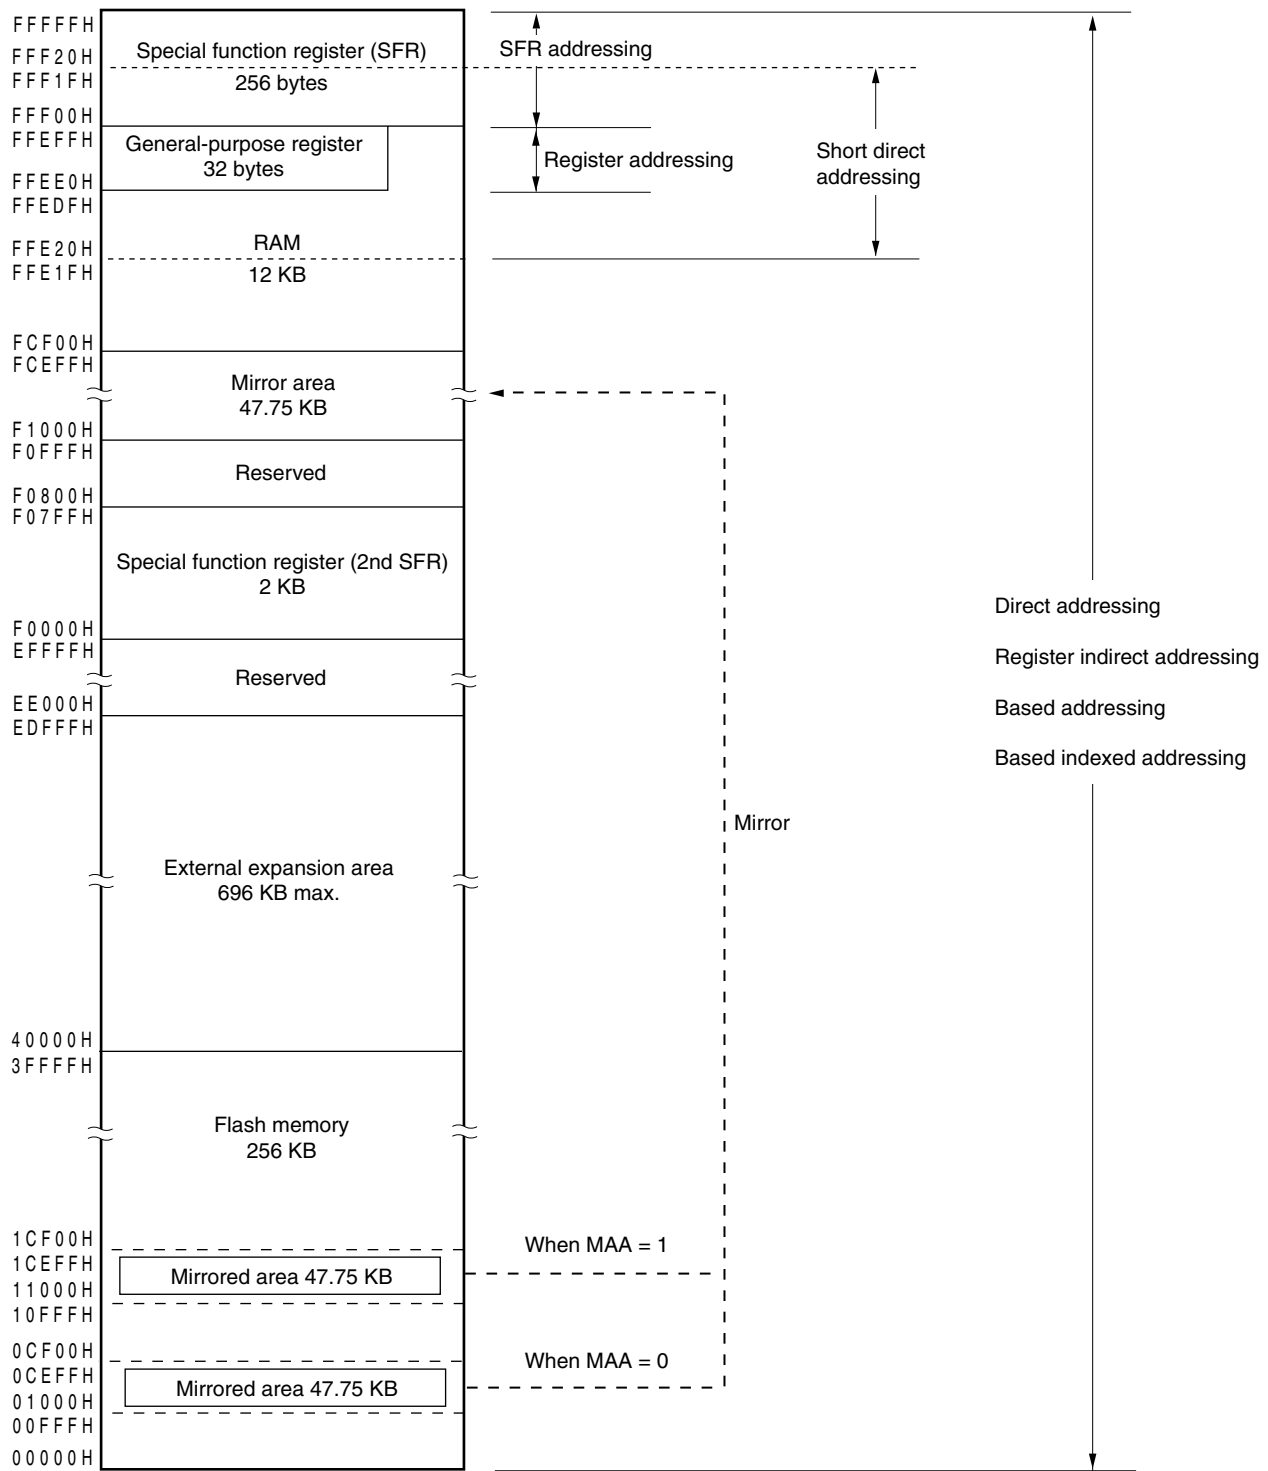 FFFFFH
SFR addressing
Special function register (SFR)
FFF20H
FFF1FH
256 bytes
FFF00H
FFEFFH
General-purpose register
32 bytes
Register addressing
Short direct
addressing
FFEE0H
FFEDFH
RAM
FFE20H
FFE1FH
12 KB
FCF00H
FCEFFH
Mirror area
47.75 KB
F1000H
F0FFFH
Reserved
F0800H
F07FFH
Special function register (2nd SFR)
2 KB
Direct addressing
F0000H
EFFFFH
Register indirect addressing
Reserved
EE000H
EDFFFH
Based addressing
Based indexed addressing
Mirror
External expansion area
696 KB max.
40000H
3FFFFH
Flash memory
256 KB
1CF00H
When MAA = 1
1CEFFH
Mirrored area 47.75 KB
11000H
10FFFH
0CF00H
When MAA = 0
0CEFFH
Mirrored area 47.75 KB
01000H
00FFFH
00000H